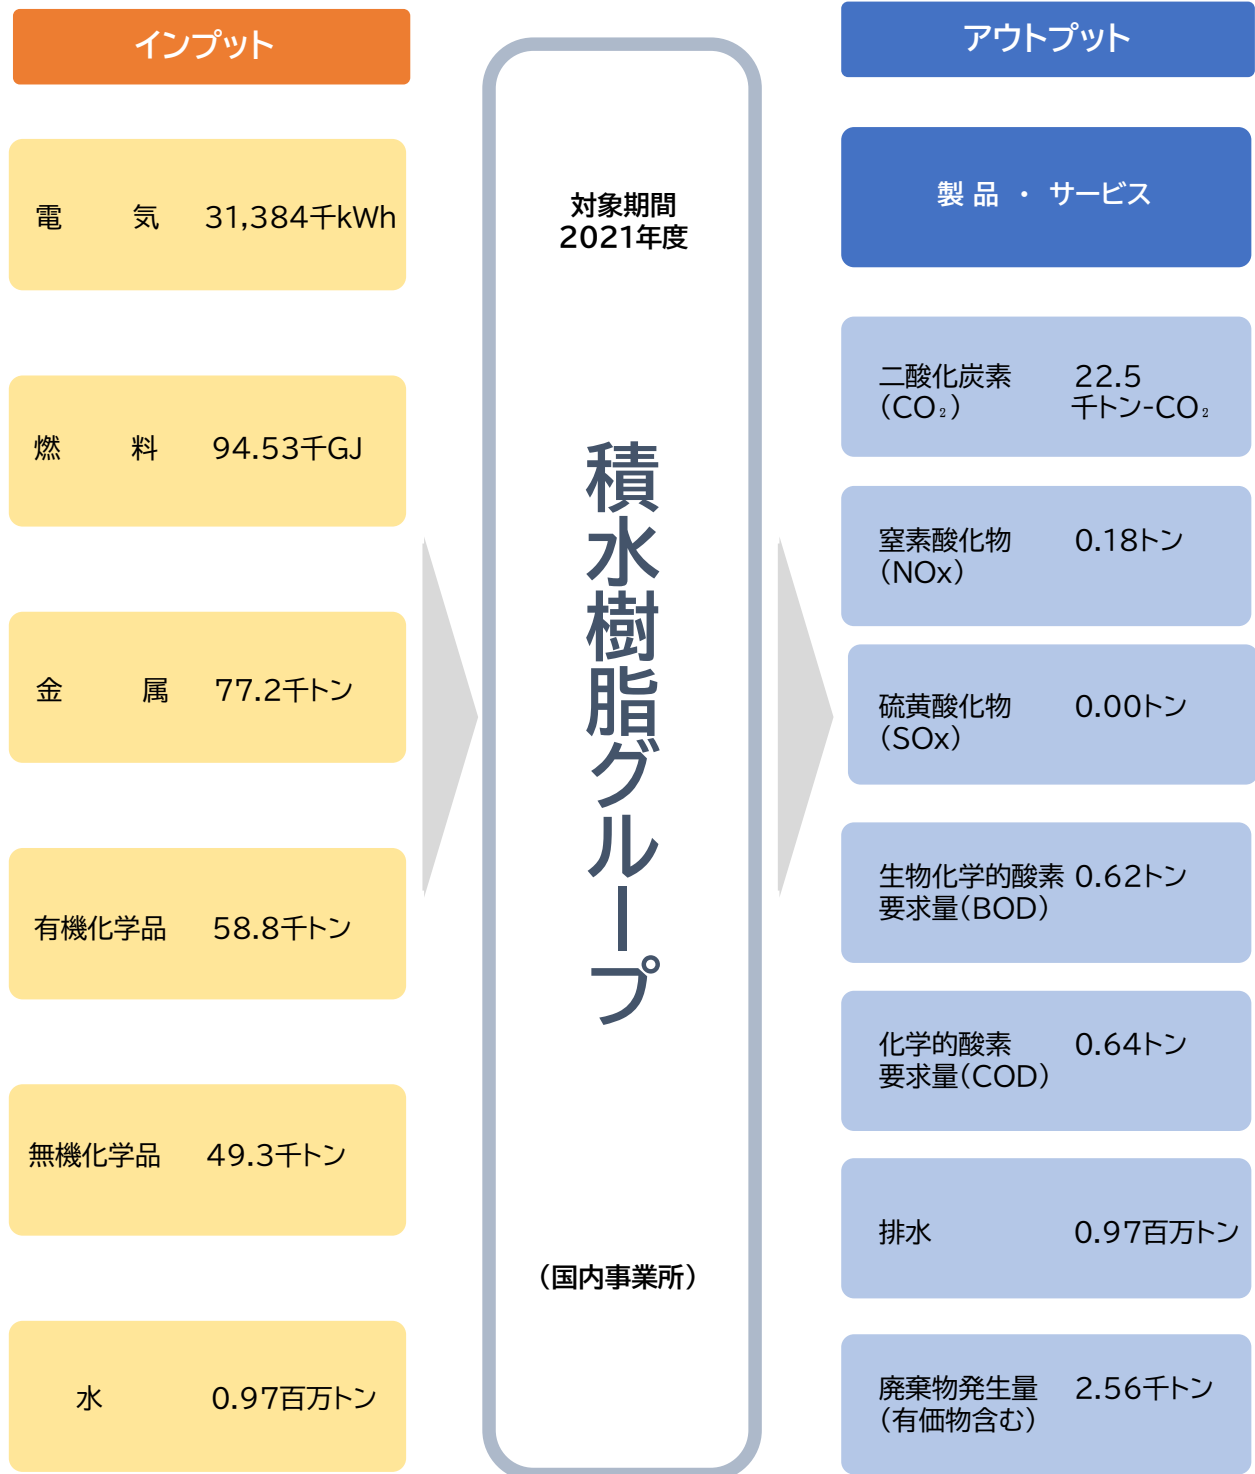 インプット
電　気　31,384千kWh
燃　料　94.53千GJ
金　属　77.2千トン
有機化学品　58.8千トン
無機化学品　49.3千トン
水　0.97百万トン
対象期間
2021年度
積水樹脂グループ
（国内事業所）
アウトプット
製品・サービス
二酸化炭素　22.5
（CO₂）　千トン-CO₂
窒素酸化物　0.18トン
（NOx）
硫黄酸化物　0.00トン
（SOx）
生物化学的酸素　0.62トン
要求量（BOD）
化学的酸素　0.64トン
要求量（COD）
排水　0.97百万トン
廃棄物発生量　2.56千トン
（有価物含む）